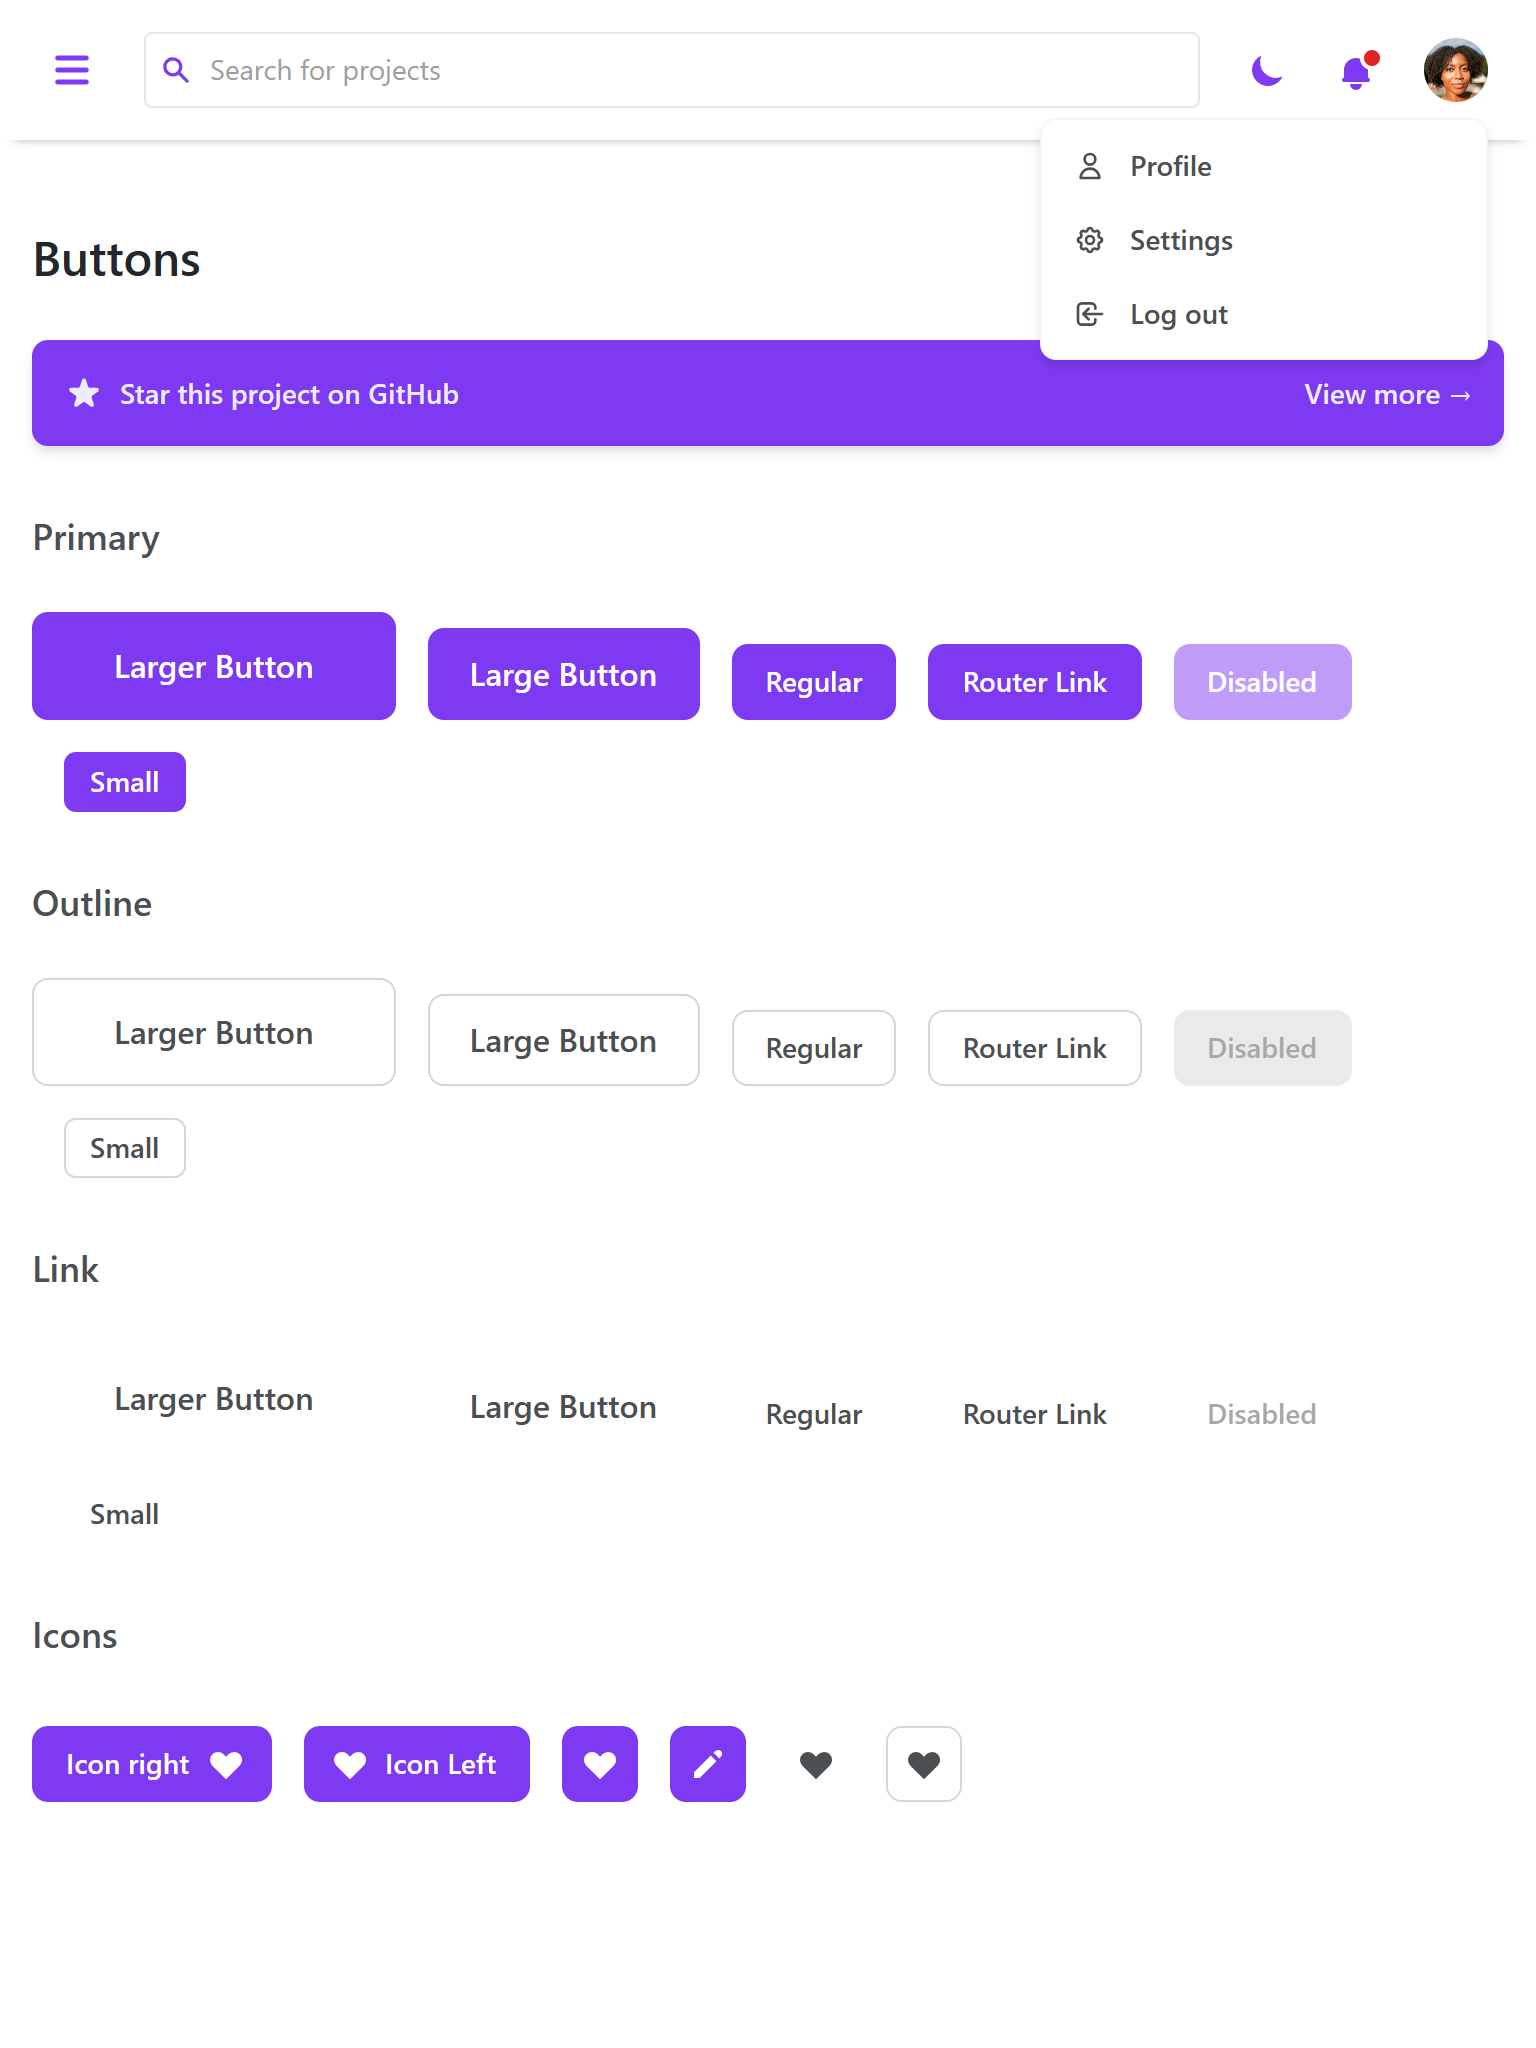 Search for projects
Profile
Settings
Log out
Buttons
Star this project on GitHub
View more →
Primary
Larger Button
Large Button
Regular
Router Link
Disabled
Small
Outline
Larger Button
Large Button
Regular
Router Link
Disabled
Small
Link
Larger Button
Large Button
Regular
Router Link
Disabled
Small
Icons
Icon right
Icon Left